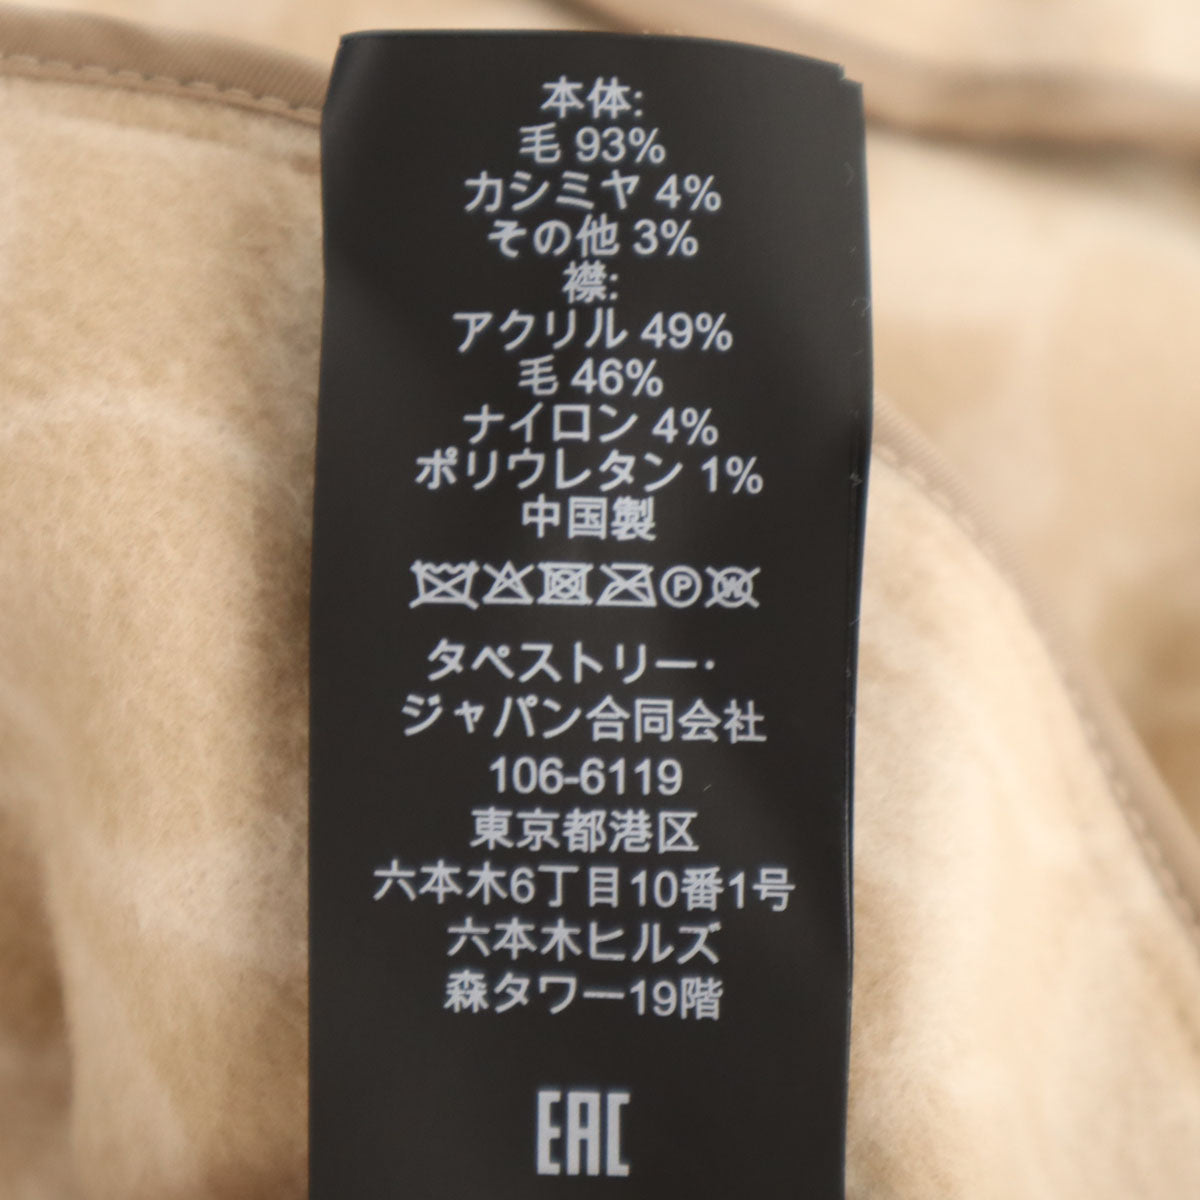 本体:
毛 93%
カシミヤ 4%
その他 3%
襟:
アクリル 49%
毛 46%
ナイロン 4%
ポリウレタン 1%
中国製
P W
タペストリー·
ジャパン合同会社
106-6119
東京都港区
六本木6丁目10番1号
六本木ヒルズ
森タワー19階
EAC